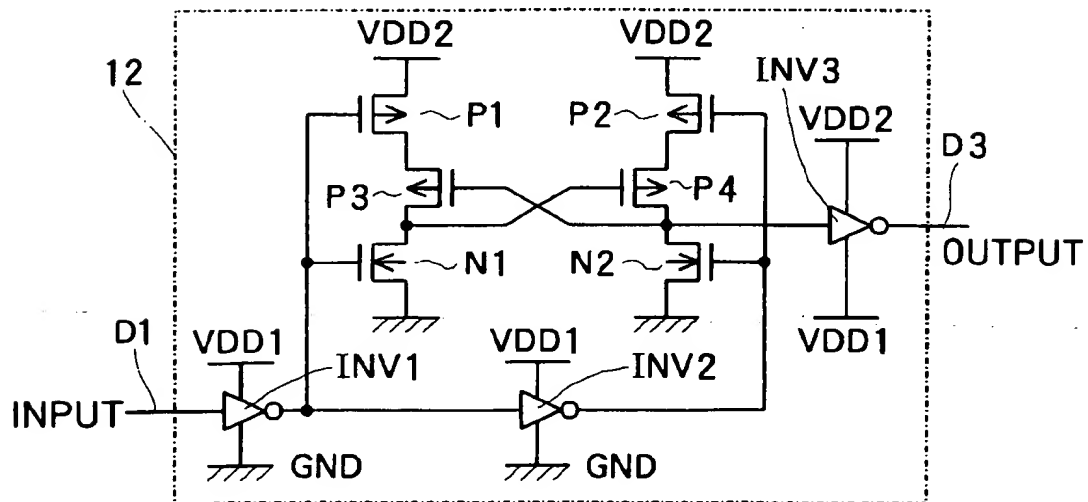 VDD2
VDD2
INV3
12
P1
P2
VDD2
D3
P3
P4
N1
N2
OUTPUT
D1
VDD1
INV1
VDD1
INV2
VDD1
INPUT
GND
GND